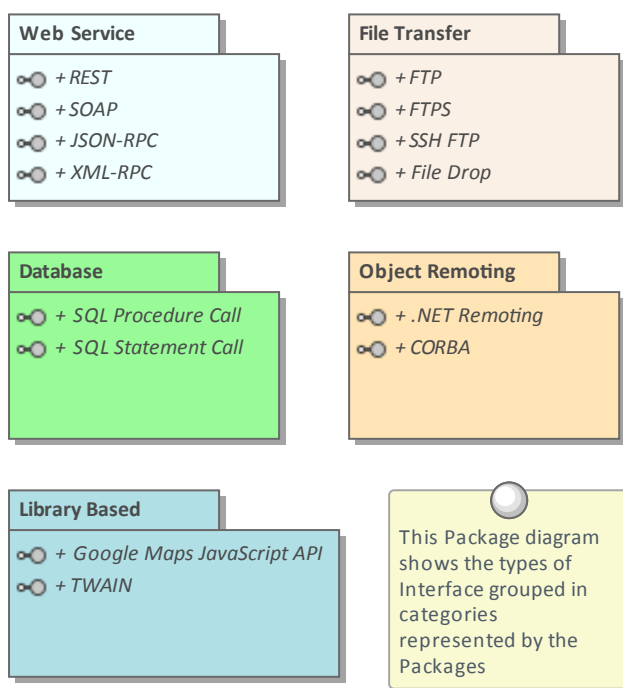 Web Service
+ REST
+ SOAP
+ JSON-RPC
+ XML-RPC
File Transfer
+ FTP
+ FTPS
+ SSH FTP
+ File Drop
Database
+ SQL Procedure Call
+ SQL Statement Call
Object Remoting
+ .NET Remoting
+ CORBA
Library Based
+ Google Maps JavaScript API
+ TWAIN
This Package diagram
shows the types of
Interface grouped in
categories
represented by the
Packages